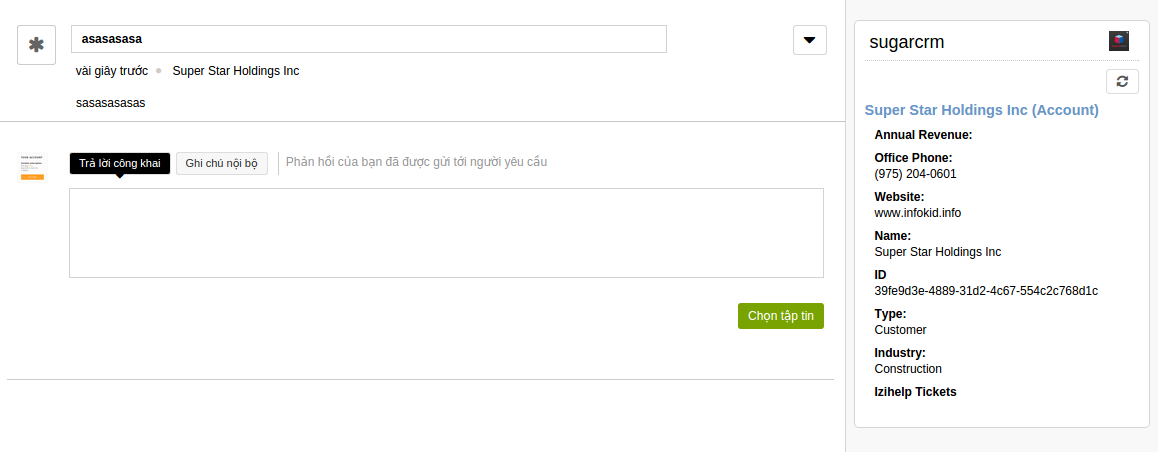 asasasasa
vài giây trước Super Star Holdings Inc
sasasasasas
Trả lời công khai Ghi chú nội bộ Phản hồi của bạn đã được gửi tới người yêu cầu
Chọn tập tin
sugarcrm
Super Star Holdings Inc (Account)
Annual Revenue:
Office Phone:
(975) 204-0601
Website:
www.infokid.info
Name:
Super Star Holdings Inc
ID
39fe9d3e-4889-31d2-4c67-554c2c768d1c
Type:
Customer
Industry:
Construction
Izihelp Tickets